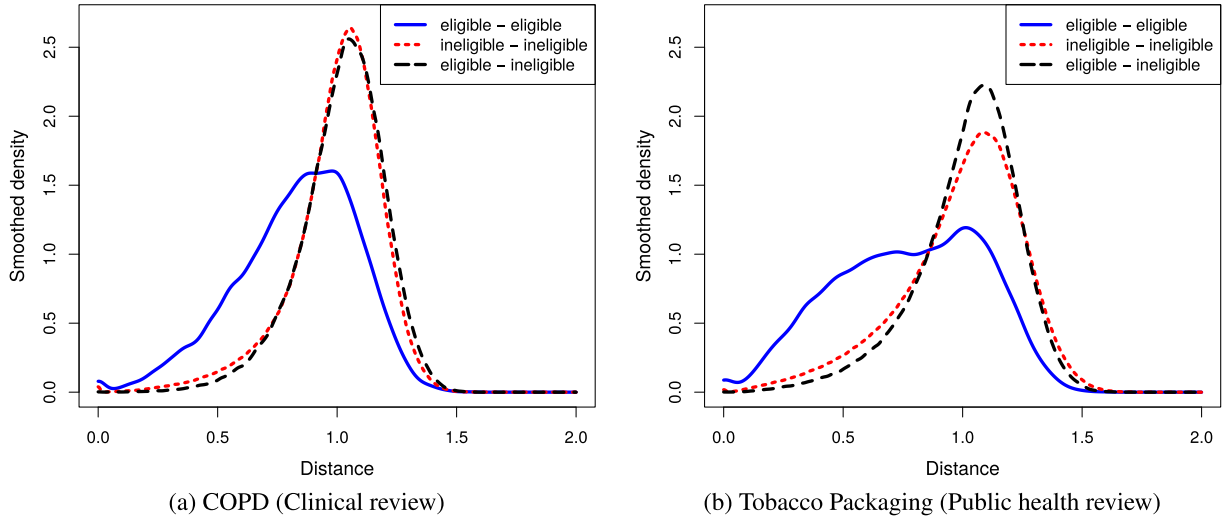 eligible − eligible
ineligible − ineligible
eligible − ineligible
2.5
2.0
1.5
1.0
0.5
0.0
Smoothed density
0.0 0.5 1.0 1.5 2.0
Distance
(a) COPD (Clinical review)
eligible − eligible
ineligible − ineligible
eligible − ineligible
2.5
2.0
1.5
1.0
0.5
0.0
Smoothed density
0.0 0.5 1.0 1.5 2.0
Distance
(b) Tobacco Packaging (Public health review)